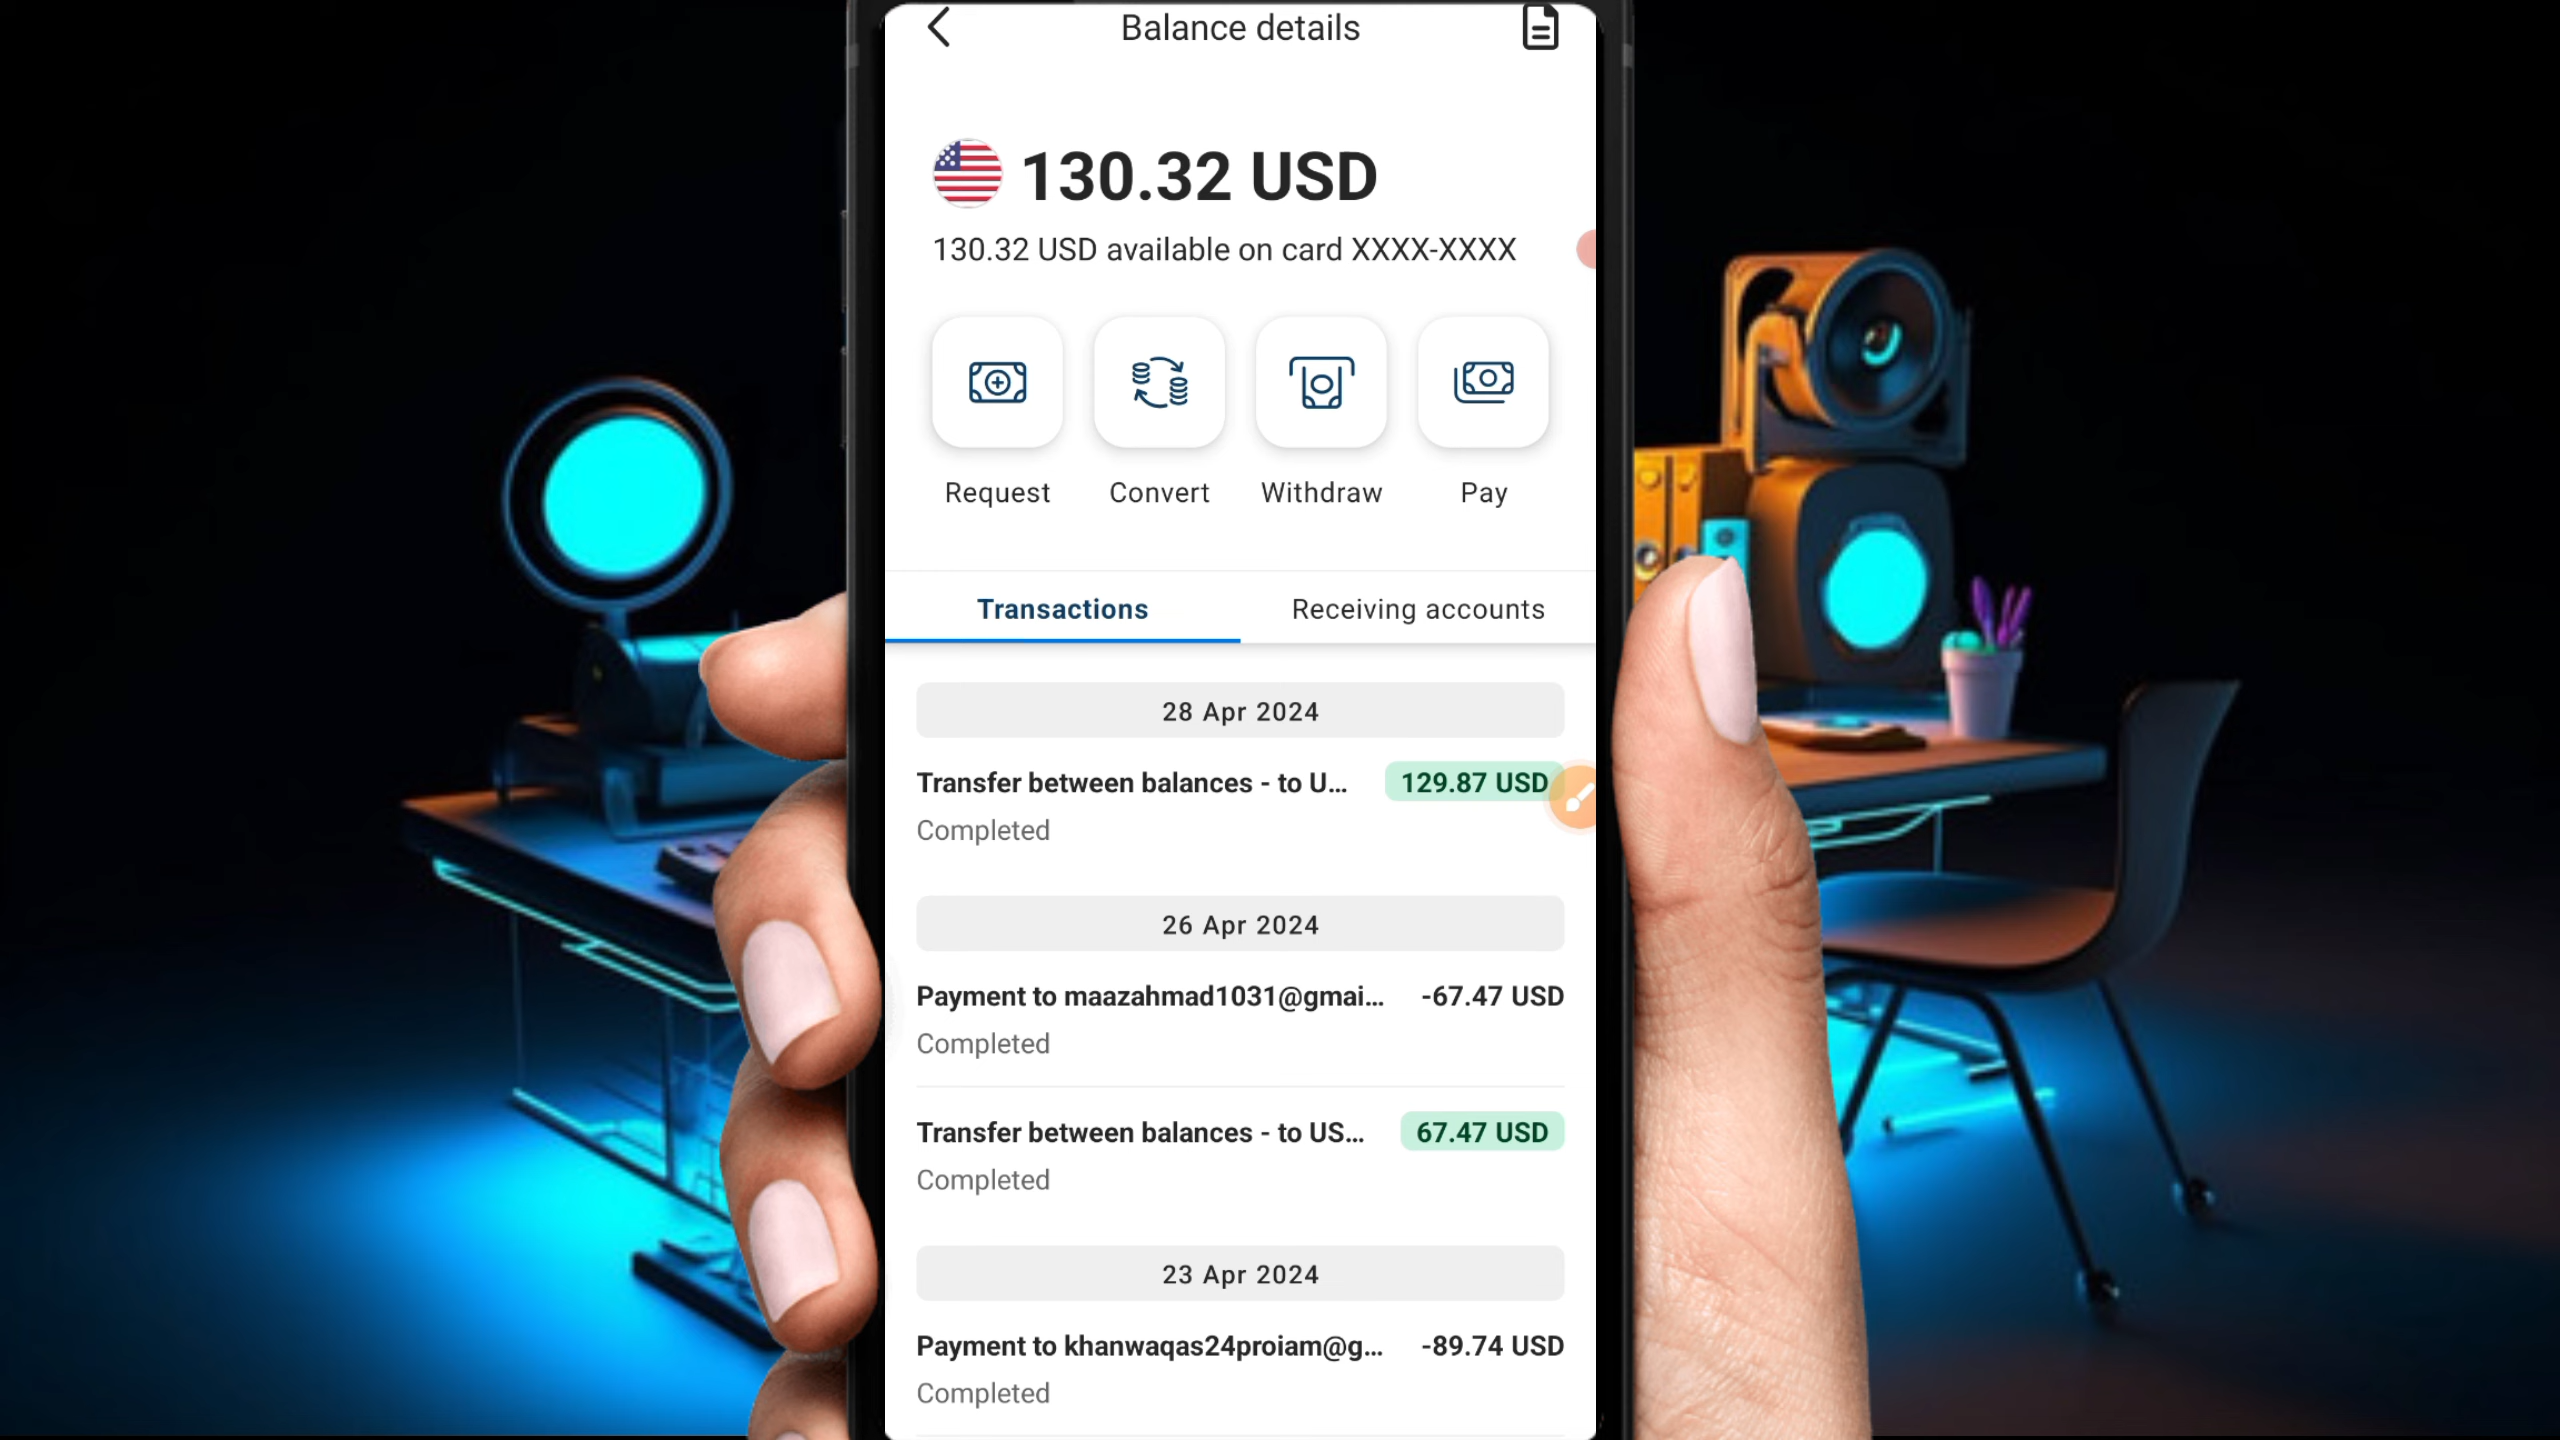 Balance details
130.32 USD
130.32 USD available on card XXXX-XXXX
Request Convert Withdraw Pay
Transactions Receiving accounts
28 Apr 2024
Transfer between balances - to U... 129.87 USD
Completed
26 Apr 2024
Payment to maazahmad1031@gmai... -67.47 USD
Completed
Transfer between balances - to US... 67.47 USD
Completed
23 Apr 2024
Payment to khanwaqas24proiam@g... -89.74 USD
Completed